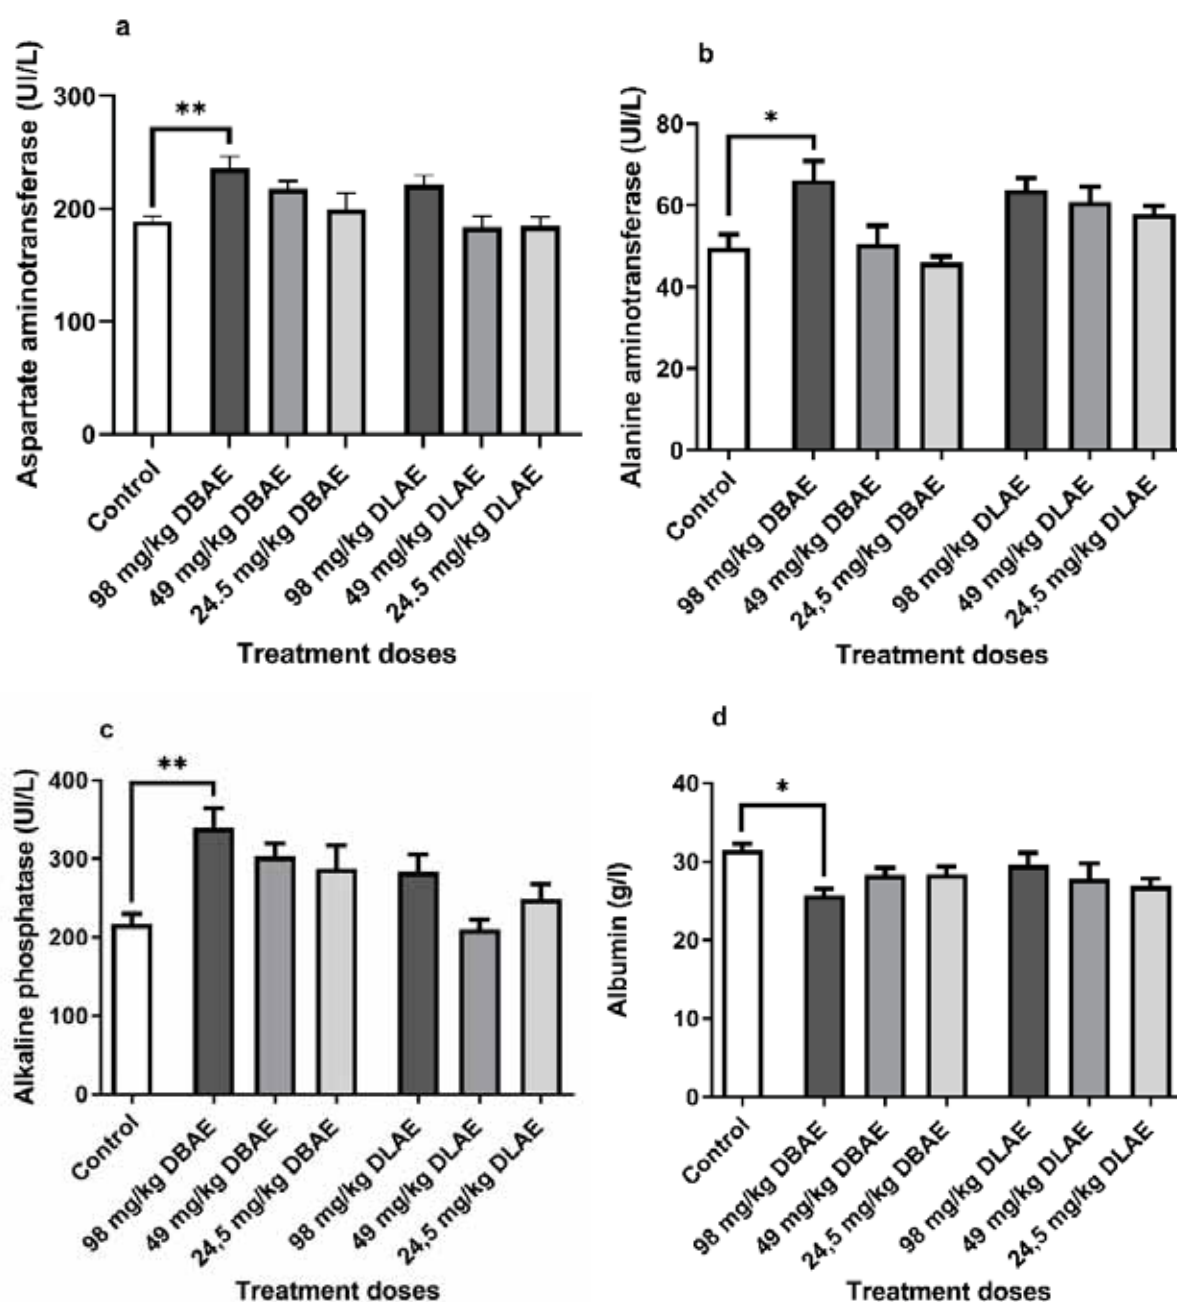 a
Aspartate aminotransferase (UI/L)
300
200
100
0
**
Control
98 mg/kg DBAE
49 mg/kg DBAE
24.5 mg/kg DBAE
98 mg/kg DLAE
49 mg/kg DLAE
24.5 mg/kg DLAE
Treatment doses
b
Alanine aminotransferase (UI/L)
80
60
40
20
0
*
Control
98 mg/kg DBAE
49 mg/kg DBAE
24,5 mg/kg DBAE
98 mg/kg DLAE
49 mg/kg DLAE
24,5 mg/kg DLAE
Treatment doses
c
Alkaline phosphatase (UI/L)
400
300
200
100
0
**
Control
98 mg/kg DBAE
49 mg/kg DBAE
24,5 mg/kg DBAE
98 mg/kg DLAE
49 mg/kg DLAE
24,5 mg/kg DLAE
Treatment doses
d
Albumin (g/l)
40
30
20
10
0
*
Control
98 mg/kg DBAE
49 mg/kg DBAE
24,5 mg/kg DBAE
98 mg/kg DLAE
49 mg/kg DLAE
24,5 mg/kg DLAE
Treatment doses